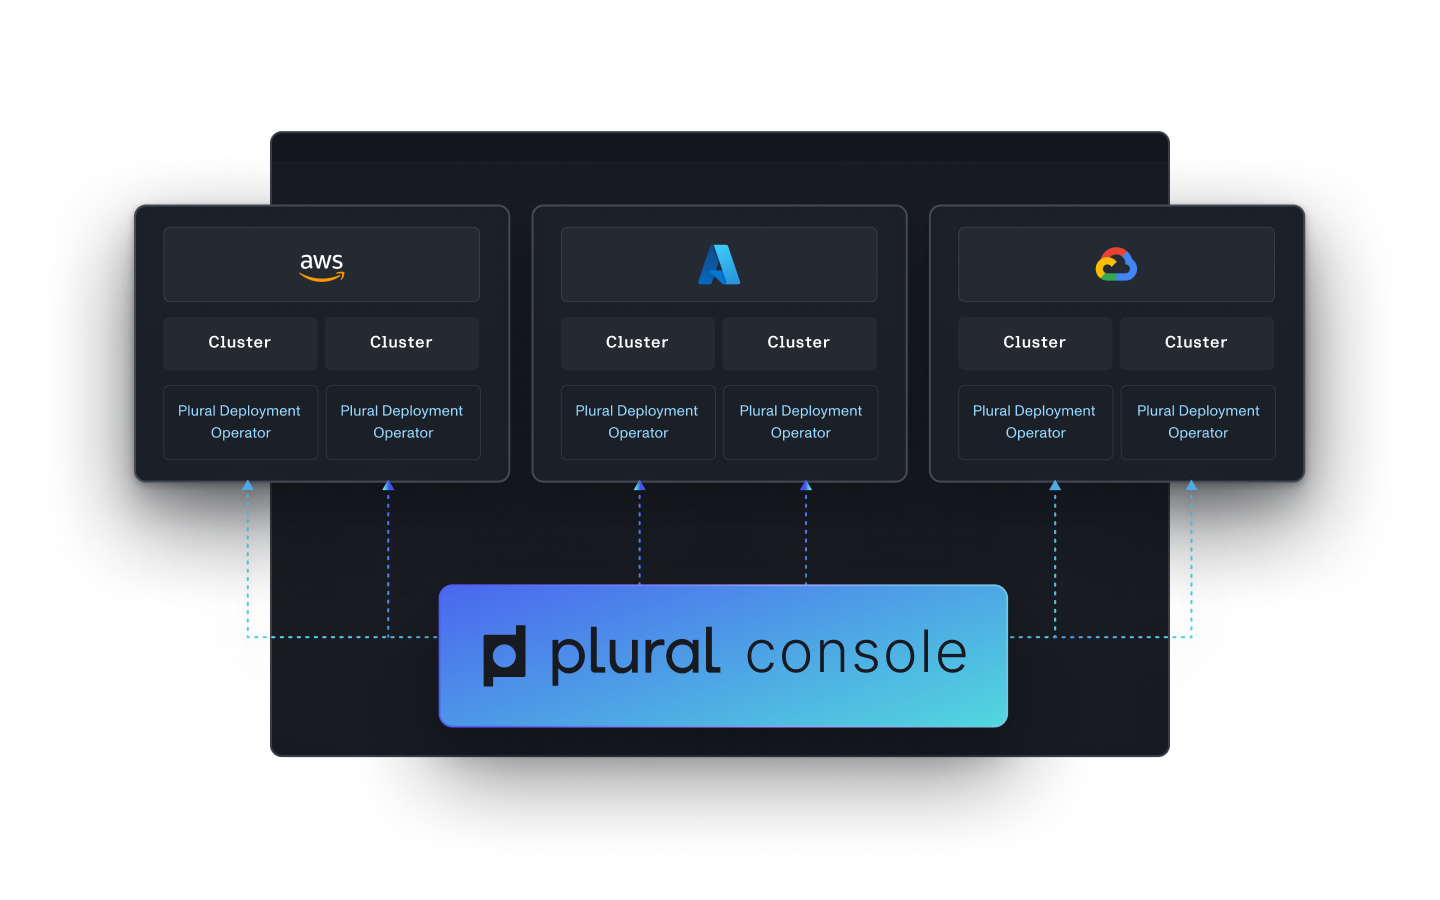 aws
Cluster Cluster
Plural Deployment
Operator
Plural Deployment
Operator
Cluster Cluster
Plural Deployment
Operator
Plural Deployment
Operator
Cluster Cluster
Plural Deployment
Operator
Plural Deployment
Operator
plural console